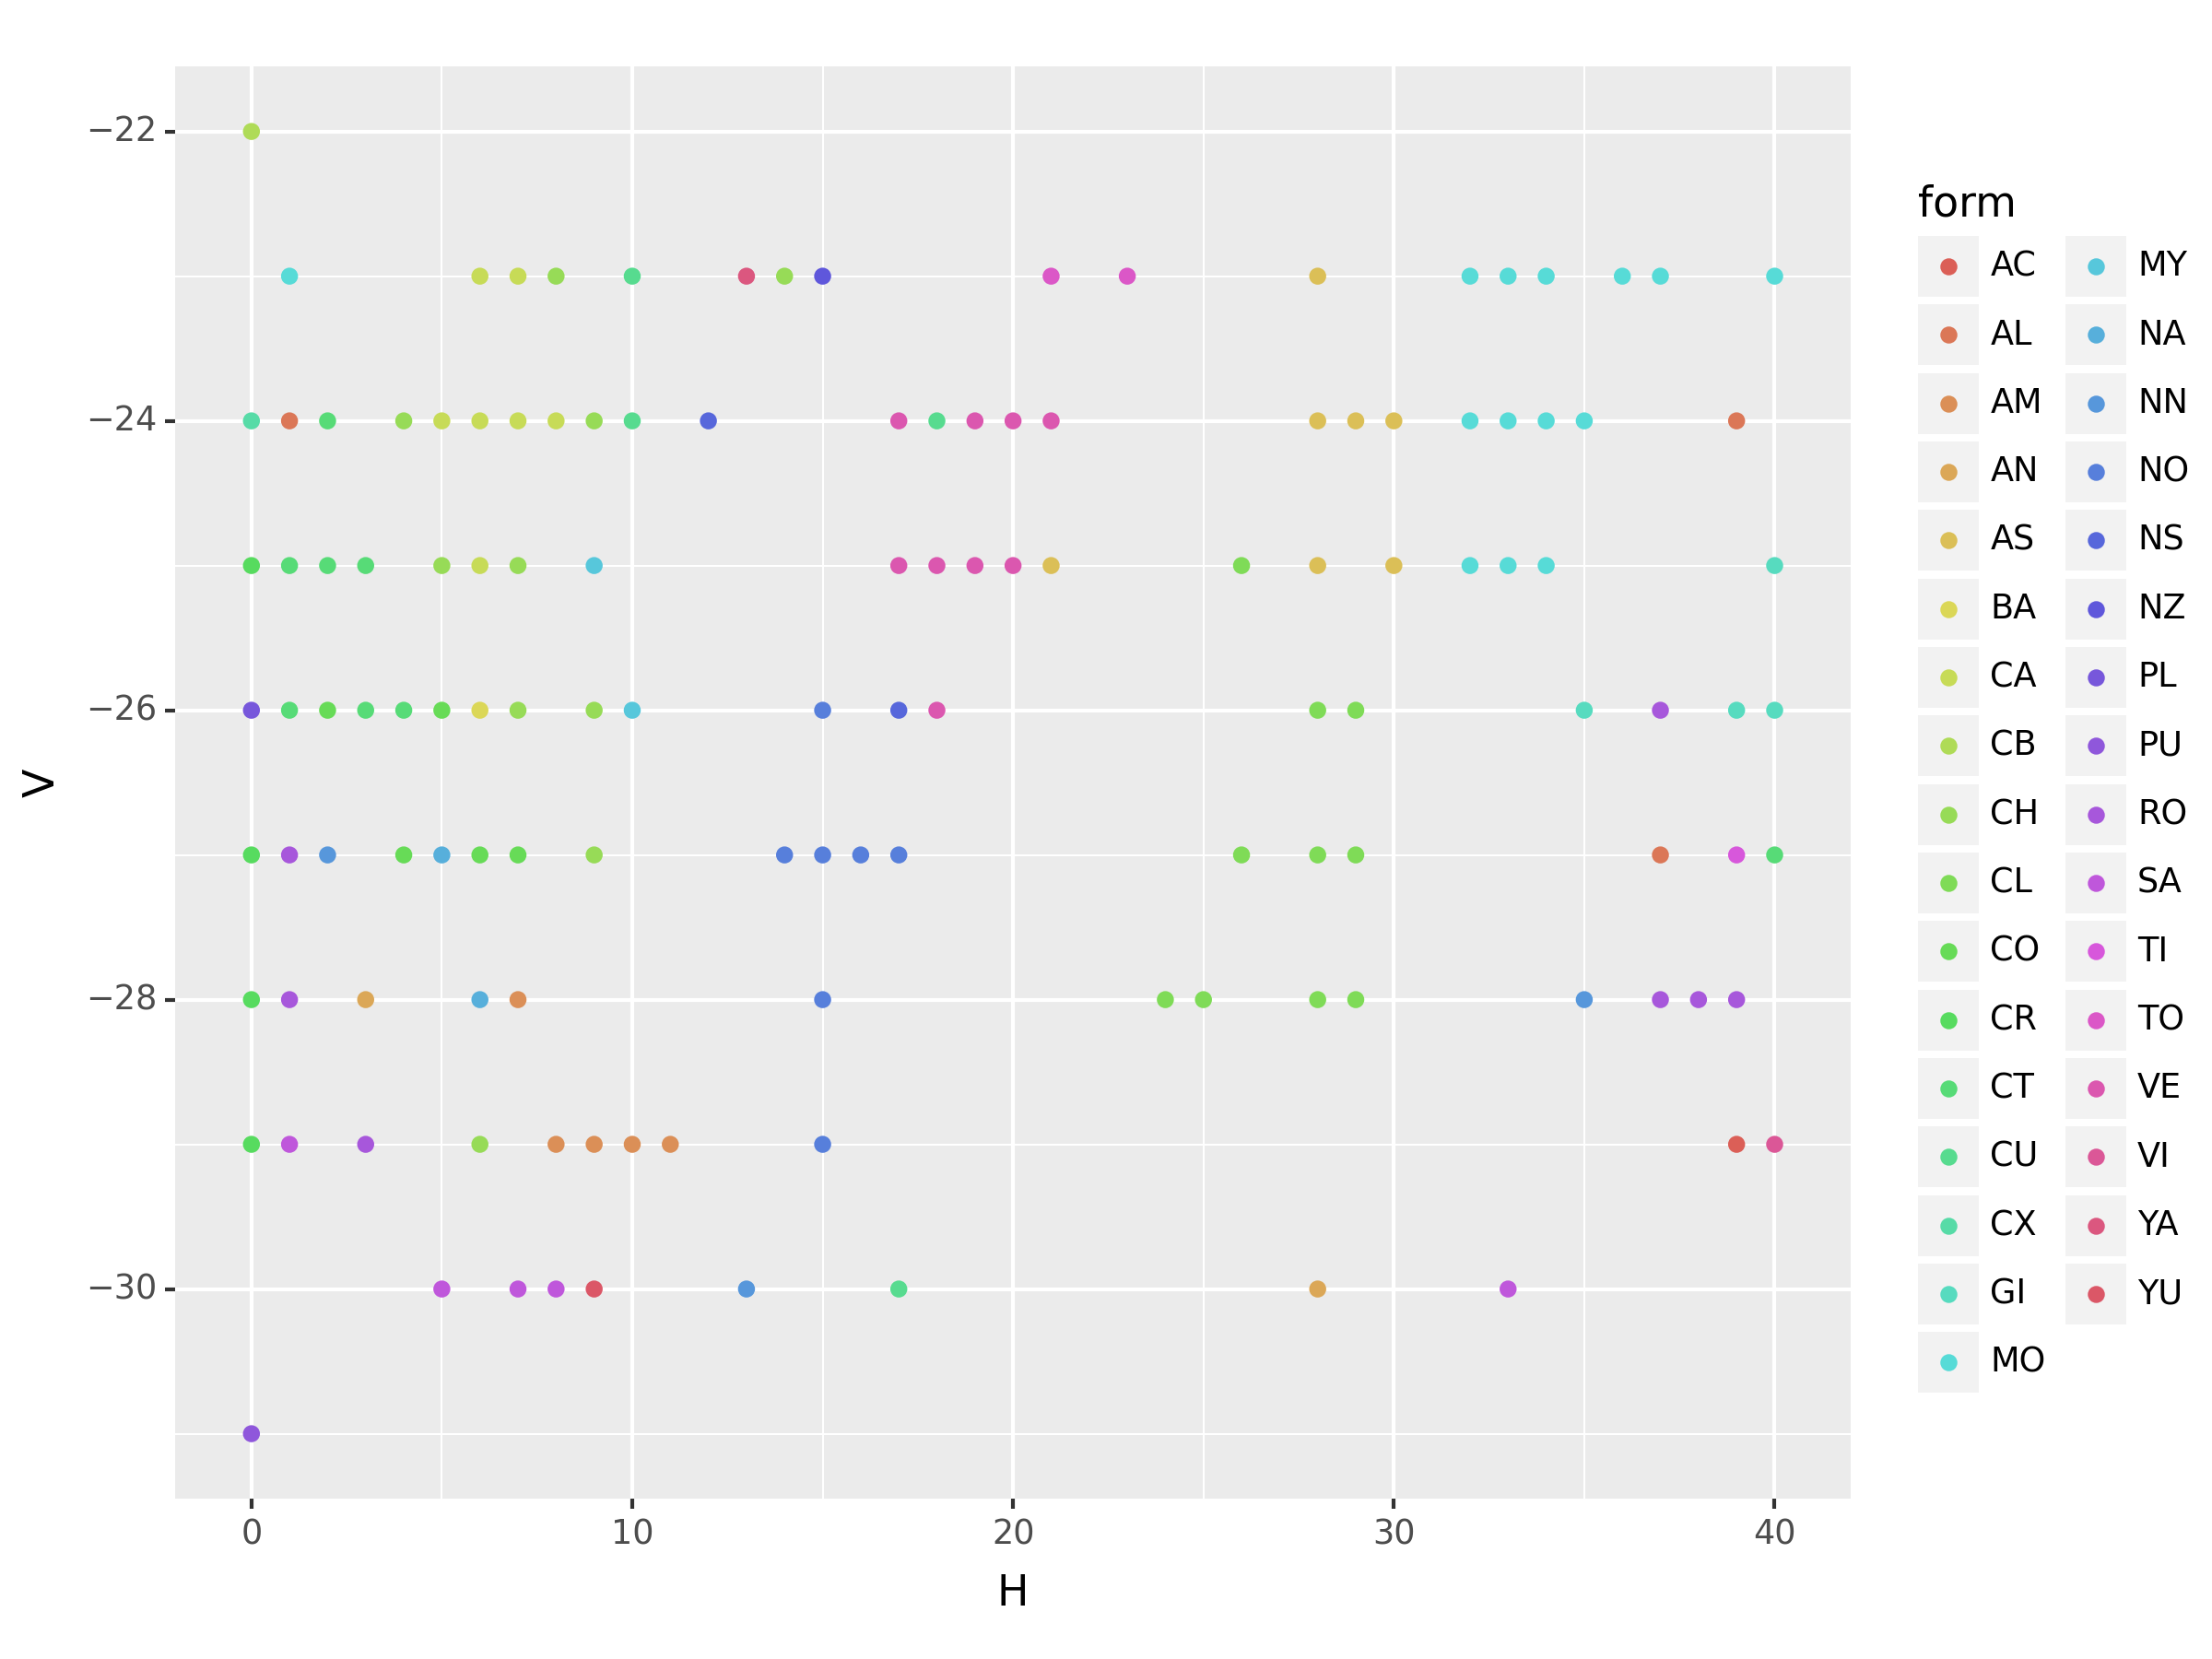 −22
−24
−26
−28
−30
V
0 10 20 30 40
H
form
AC MY
AL NA
AM NN
AN NO
AS NS
BA NZ
CA PL
CB PU
CH RO
CL SA
CO TI
CR TO
CT VE
CU VI
CX YA
GI YU
MO